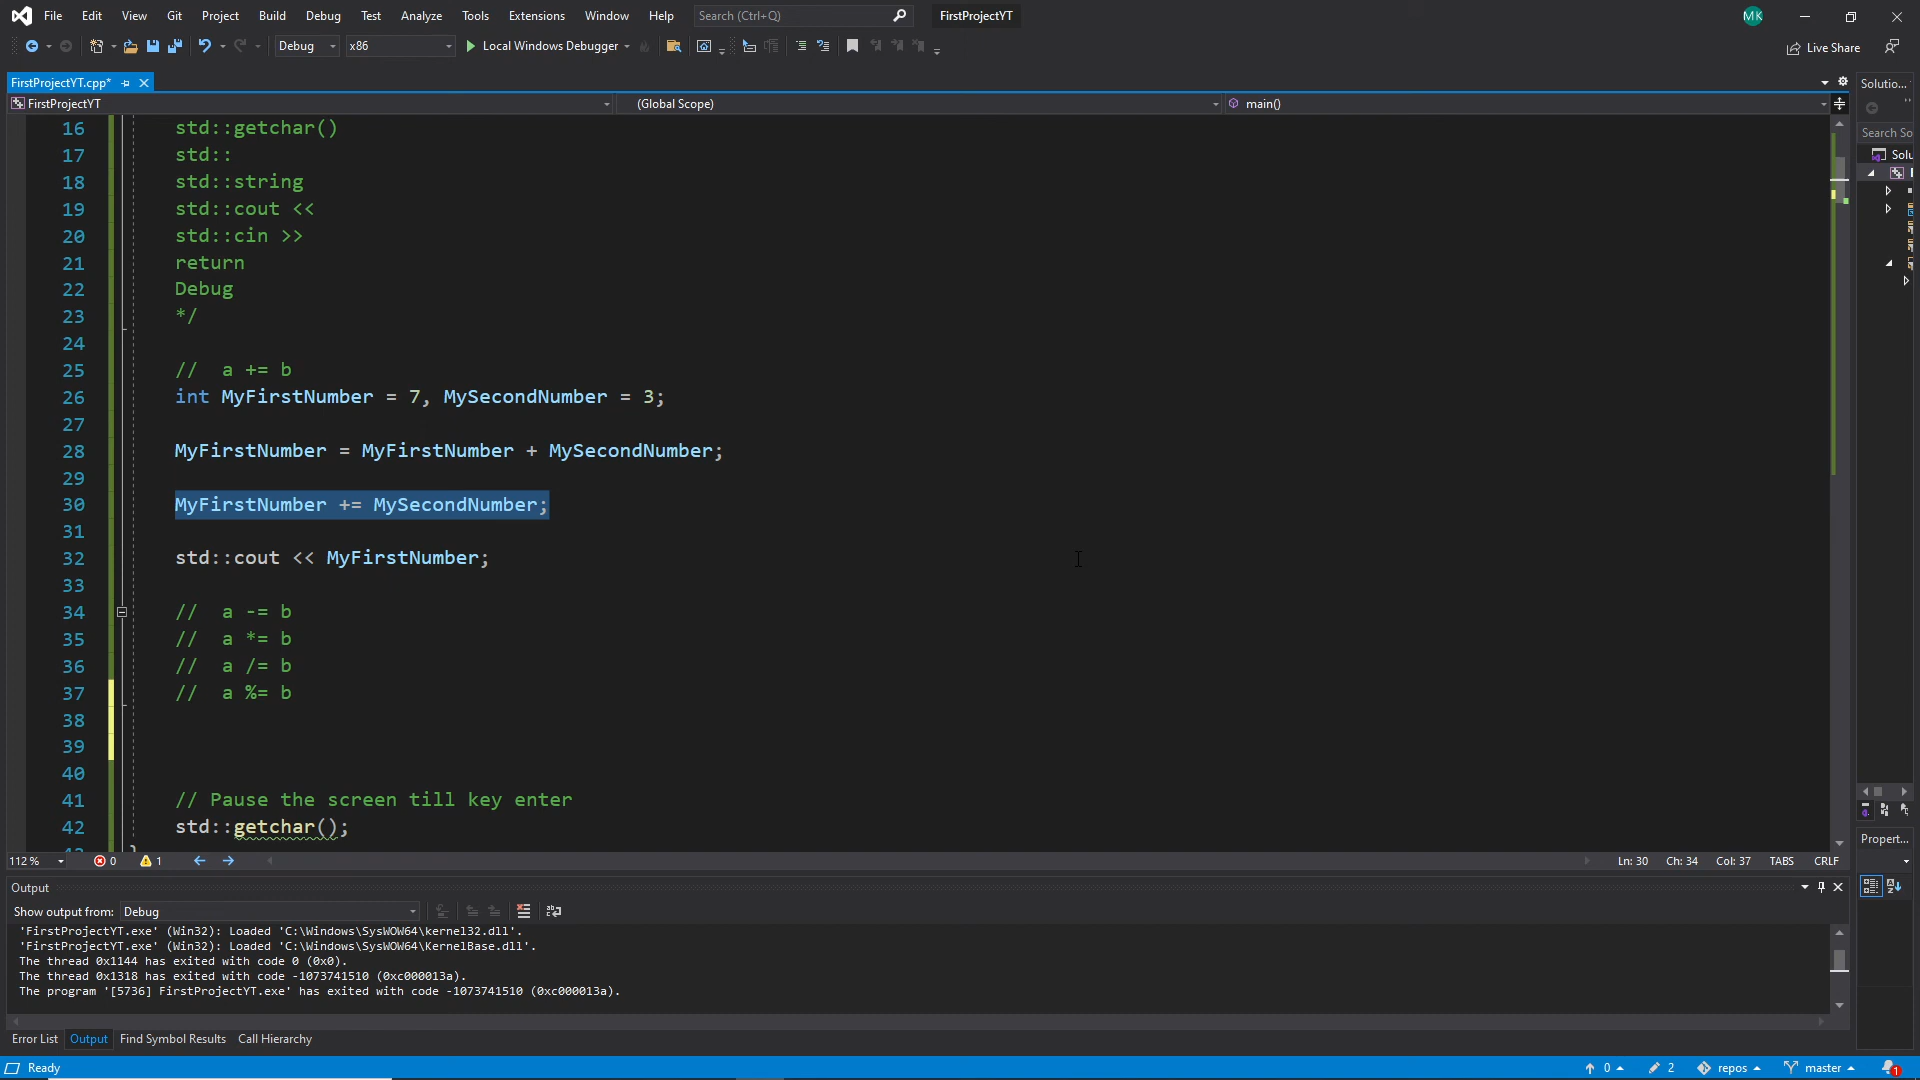 File Edit View Git Project Build Debug Test Analyze Tools Extensions Window Help Search (Ctrl+Q) FirstProjectYT MK
Debug x86 Local Windows Debugger Live Share
FirstProjectYT.cpp* Solutio...
FirstProjectYT (Global Scope) main()
Search So
Solu
16 std::getchar()
17 std::
18 std::string
19 std::cout <<
20 std::cin >>
21 return
22 Debug
23 */
24
25 //  a += b
26 int MyFirstNumber = 7, MySecondNumber = 3;
27
28 MyFirstNumber = MyFirstNumber + MySecondNumber;
29
30 MyFirstNumber += MySecondNumber;
31
32 std::cout << MyFirstNumber;
33
34 //  a -= b
35 //  a *= b
36 //  a /= b
37 //  a %= b
38
39
40
41 // Pause the screen till key enter
42 std::getchar();
112 % 0 1 Ln: 30 Ch: 34 Col: 37 TABS CRLF
Propert...
Output
Show output from: Debug
'FirstProjectYT.exe' (Win32): Loaded 'C:\Windows\SysWOW64\kernel32.dll'.
'FirstProjectYT.exe' (Win32): Loaded 'C:\Windows\SysWOW64\KernelBase.dll'.
The thread 0x1144 has exited with code 0 (0x0).
The thread 0x1318 has exited with code -1073741510 (0xc000013a).
The program '[5736] FirstProjectYT.exe' has exited with code -1073741510 (0xc000013a).
Error List Output Find Symbol Results Call Hierarchy
Ready 0 2 repos master 1